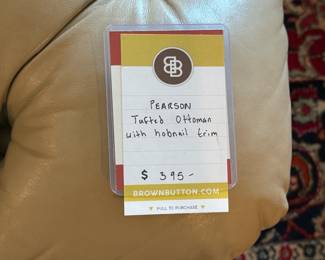 BB
PEARSON
Tufted Ottoman
with hobnail trim
$ 395-
BROWNBUTTON.COM
▼ PULL TO PURCHASE ▼